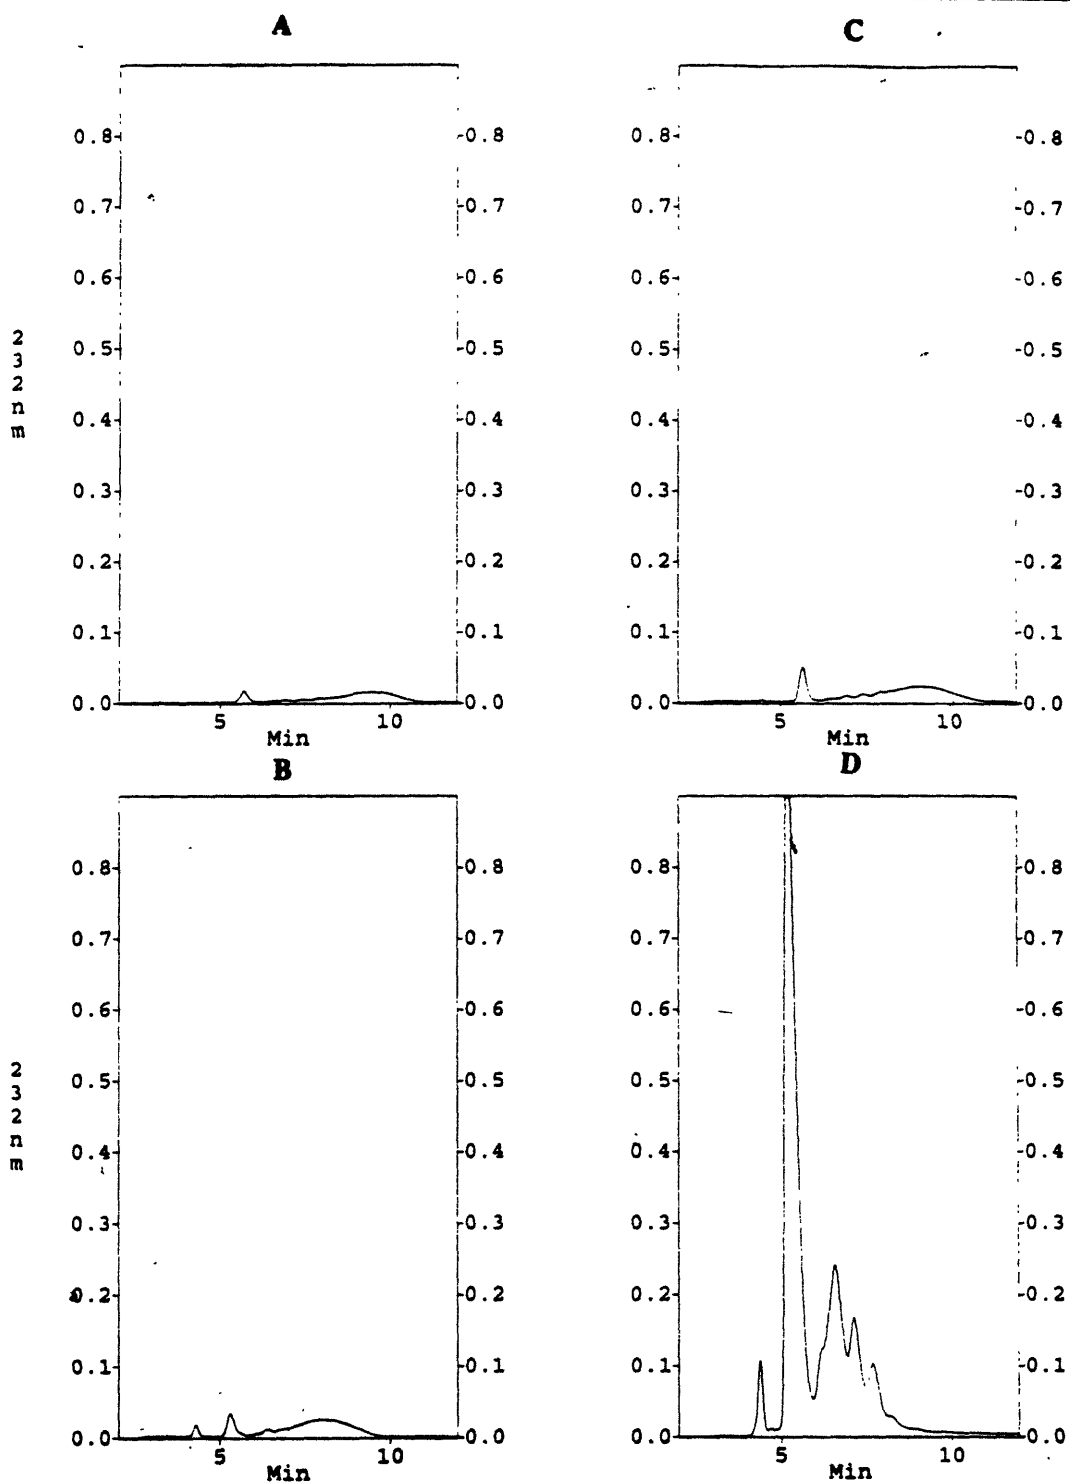 A
C
0.8 0.8 0.8 0.8
0.7 0.7 0.7 0.7
0.6 0.6 0.6 0.6
232nm
0.5 0.5 0.5 0.5
0.4 0.4 0.4 0.4
0.3 0.3 0.3 0.3
0.2 0.2 0.2 0.2
0.1 0.1 0.1 0.1
0.0 0.0 0.0 0.0
5 10 5 10
Min Min
B
D
0.8 0.8 0.8 0.8
0.7 0.7 0.7 0.7
0.6 0.6 0.6 0.6
232nm
0.5 0.5 0.5 0.5
0.4 0.4 0.4 0.4
0.3 0.3 0.3 0.3
0.2 0.2 0.2 0.2
0.1 0.1 0.1 0.1
0.0 0.0 0.0 0.0
5 10 5 10
Min Min